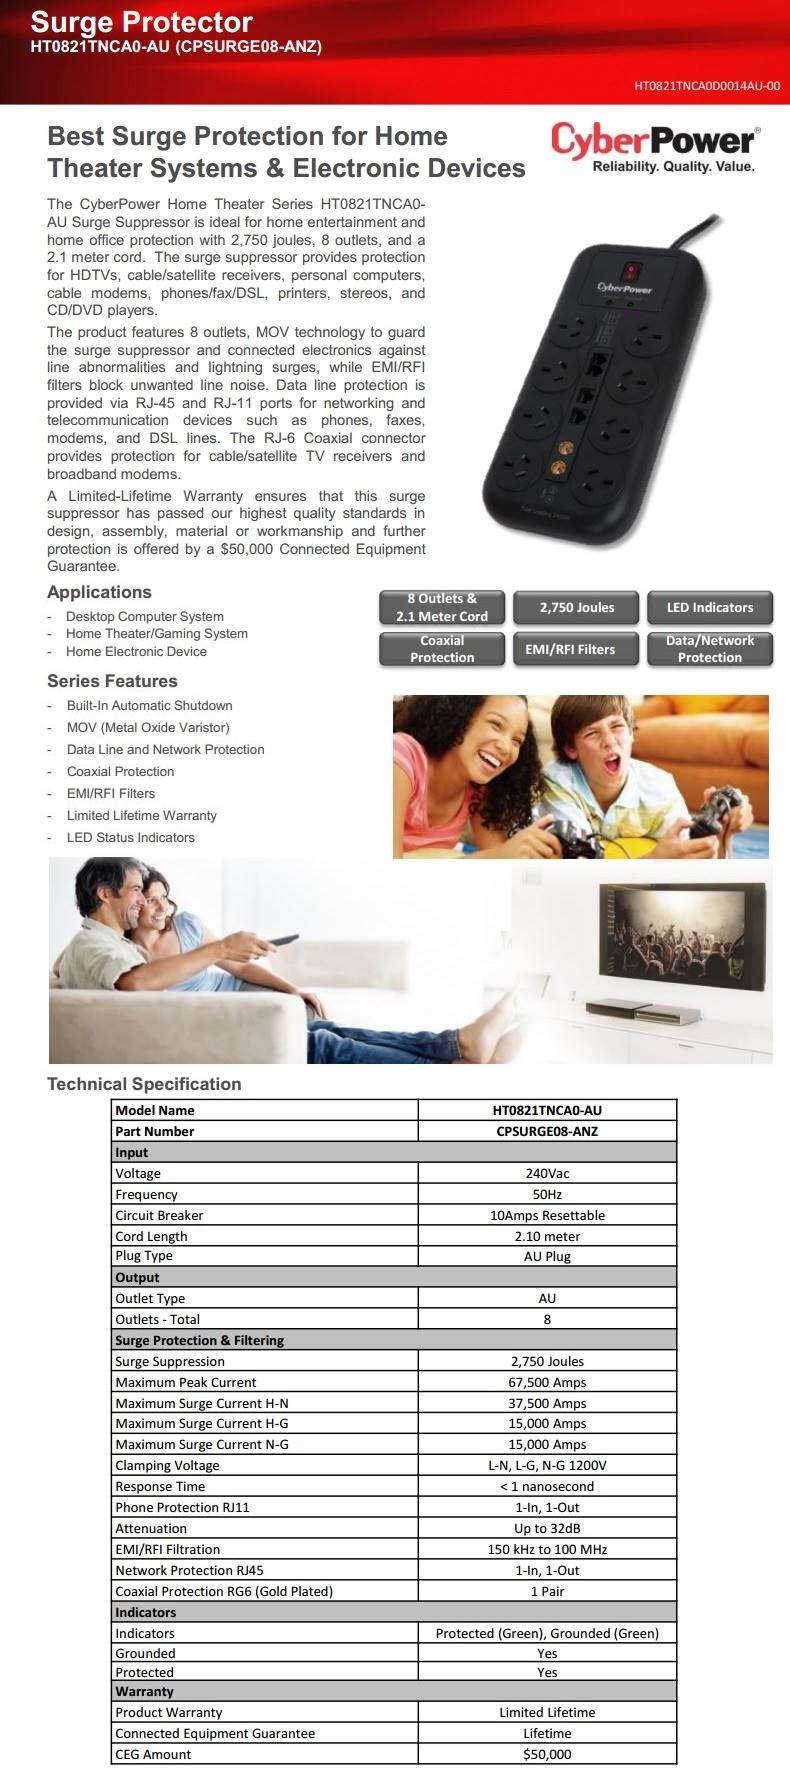 Surge Protector
HT0821TNCA0-AU (CPSURGE08-ANZ)
HT0821TNCA0D0014AU-00
Best Surge Protection for Home
Theater Systems & Electronic Devices
CyberPower®
Reliability. Quality. Value.
The CyberPower Home Theater Series HT0821TNCA0-
AU Surge Suppressor is ideal for home entertainment and
home office protection with 2,750 joules, 8 outlets, and a
2.1 meter cord. The surge suppressor provides protection
for HDTVs, cable/satellite receivers, personal computers,
cable modems, phones/fax/DSL, printers, stereos, and
CD/DVD players.
The product features 8 outlets, MOV technology to guard
the surge suppressor and connected electronics against
line abnormalities and lightning surges, while EMI/RFI
filters block unwanted line noise. Data line protection is
provided via RJ-45 and RJ-11 ports for networking and
telecommunication devices such as phones, faxes,
modems, and DSL lines. The RJ-6 Coaxial connector
provides protection for cable/satellite TV receivers and
broadband modems.
A Limited-Lifetime Warranty ensures that this surge
suppressor has passed our highest quality standards in
design, assembly, material or workmanship and further
protection is offered by a $50,000 Connected Equipment
Guarantee.
CyberPower
Applications
- Desktop Computer System
- Home Theater/Gaming System
- Home Electronic Device
8 Outlets &
2.1 Meter Cord
2,750 Joules
LED Indicators
Coaxial
Protection
EMI/RFI Filters
Data/Network
Protection
Series Features
- Built-In Automatic Shutdown
- MOV (Metal Oxide Varistor)
- Data Line and Network Protection
- Coaxial Protection
- EMI/RFI Filters
- Limited Lifetime Warranty
- LED Status Indicators
Technical Specification
Model Name HT0821TNCA0-AU
Part Number CPSURGE08-ANZ
Input
Voltage 240Vac
Frequency 50Hz
Circuit Breaker 10Amps Resettable
Cord Length 2.10 meter
Plug Type AU Plug
Output
Outlet Type AU
Outlets - Total 8
Surge Protection & Filtering
Surge Suppression 2,750 Joules
Maximum Peak Current 67,500 Amps
Maximum Surge Current H-N 37,500 Amps
Maximum Surge Current H-G 15,000 Amps
Maximum Surge Current N-G 15,000 Amps
Clamping Voltage L-N, L-G, N-G 1200V
Response Time < 1 nanosecond
Phone Protection RJ11 1-In, 1-Out
Attenuation Up to 32dB
EMI/RFI Filtration 150 kHz to 100 MHz
Network Protection RJ45 1-In, 1-Out
Coaxial Protection RG6 (Gold Plated) 1 Pair
Indicators
Indicators Protected (Green), Grounded (Green)
Grounded Yes
Protected Yes
Warranty
Product Warranty Limited Lifetime
Connected Equipment Guarantee Lifetime
CEG Amount $50,000